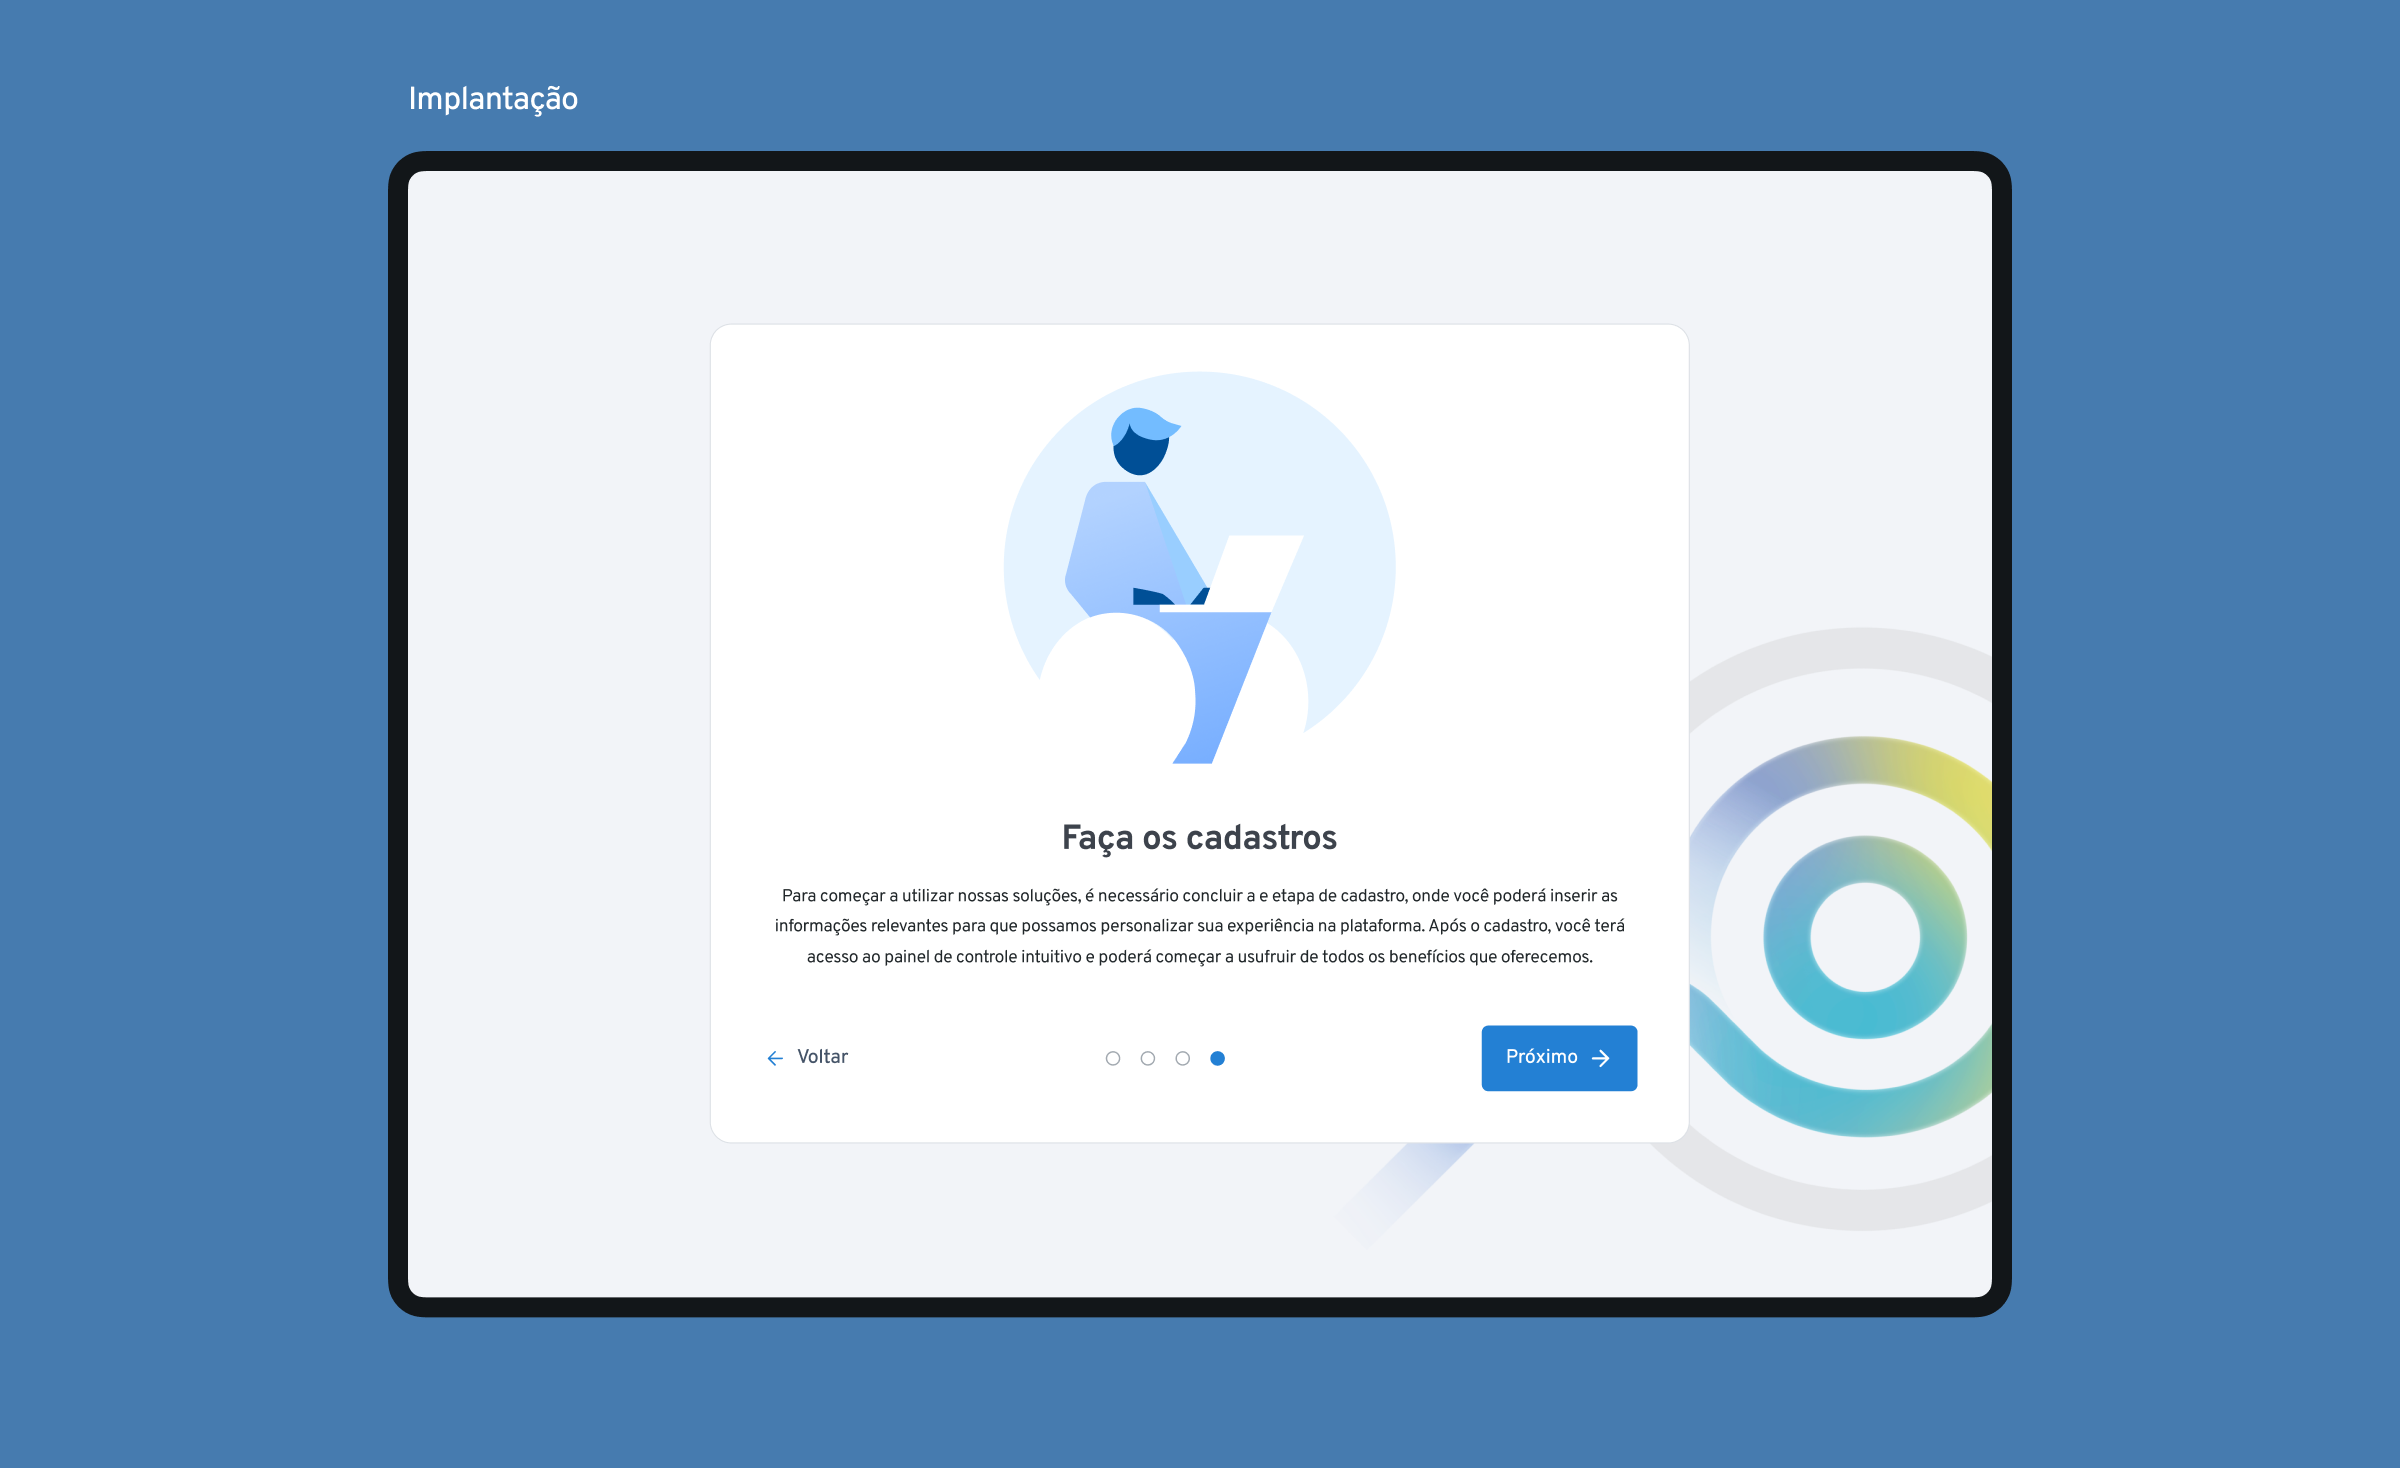 Implantação
Faça os cadastros
Para começar a utilizar nossas soluções, é necessário concluir a e etapa de cadastro, onde você poderá inserir as
informações relevantes para que possamos personalizar sua experiência na plataforma. Após o cadastro, você terá
acesso ao painel de controle intuitivo e poderá começar a usufruir de todos os benefícios que oferecemos.
Voltar
Próximo